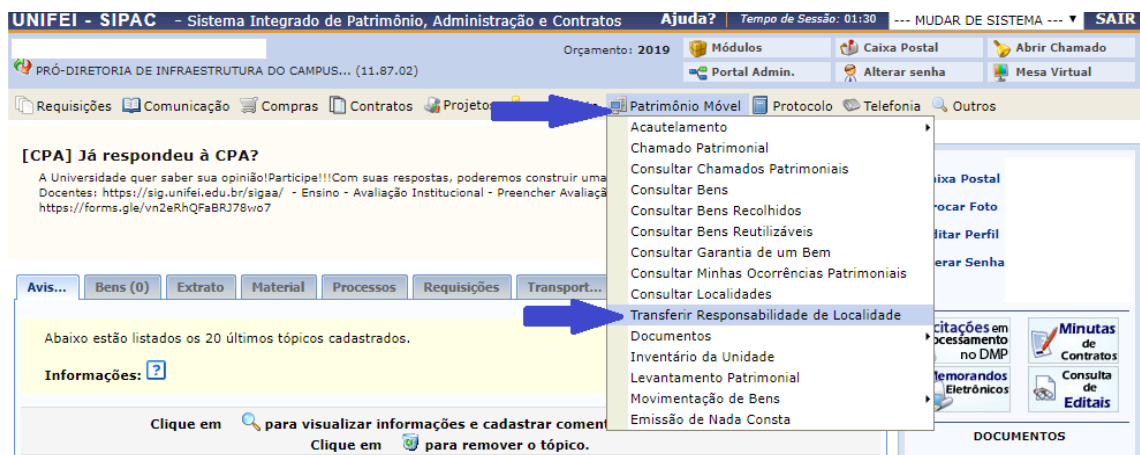 UNIFEI - SIPAC - Sistema Integrado de Patrimônio, Administração e Contratos Ajuda? Tempo de Sessão: 01:30 --- MUDAR DE SISTEMA --- ▼ SAIR
Orçamento: 2019 Módulos Caixa Postal Abrir Chamado
PRÓ-DIRETORIA DE INFRAESTRUTURA DO CAMPUS... (11.87.02) Portal Admin. Alterar senha Mesa Virtual
Requisições Comunicação Compras Contratos Projetos Patrimônio Móvel Protocolo Telefonia Outros
Acautelamento
Chamado Patrimonial
Consultar Chamados Patrimoniais
Consultar Bens
Consultar Bens Recolhidos
Consultar Bens Reutilizáveis
Consultar Garantia de um Bem
Consultar Minhas Ocorrências Patrimoniais
Consultar Localidades
Transferir Responsabilidade de Localidade
Documentos
Inventário da Unidade
Levantamento Patrimonial
Movimentação de Bens
Emissão de Nada Consta
[CPA] Já respondeu à CPA?
A Universidade quer saber sua opinião!Participe!!!Com suas respostas, poderemos construir uma
Docentes: https://sig.unifei.edu.br/sigaa/ - Ensino - Avaliação Institucional - Preencher Avaliaçã
https://forms.gle/vn2eRhQFaBRJ78wo7
Avis... Bens (0) Extrato Material Processos Requisições Transport...
Abaixo estão listados os 20 últimos tópicos cadastrados.
Informações: ?
Clique em para visualizar informações e cadastrar coment
Clique em para remover o tópico.
ixa Postal
ocar Foto
ditar Perfil
erar Senha
citações em
ocessamento
no DMP
Minutas
de
Contratos
emorandos
Eletrônicos
Consulta
de
Editais
DOCUMENTOS